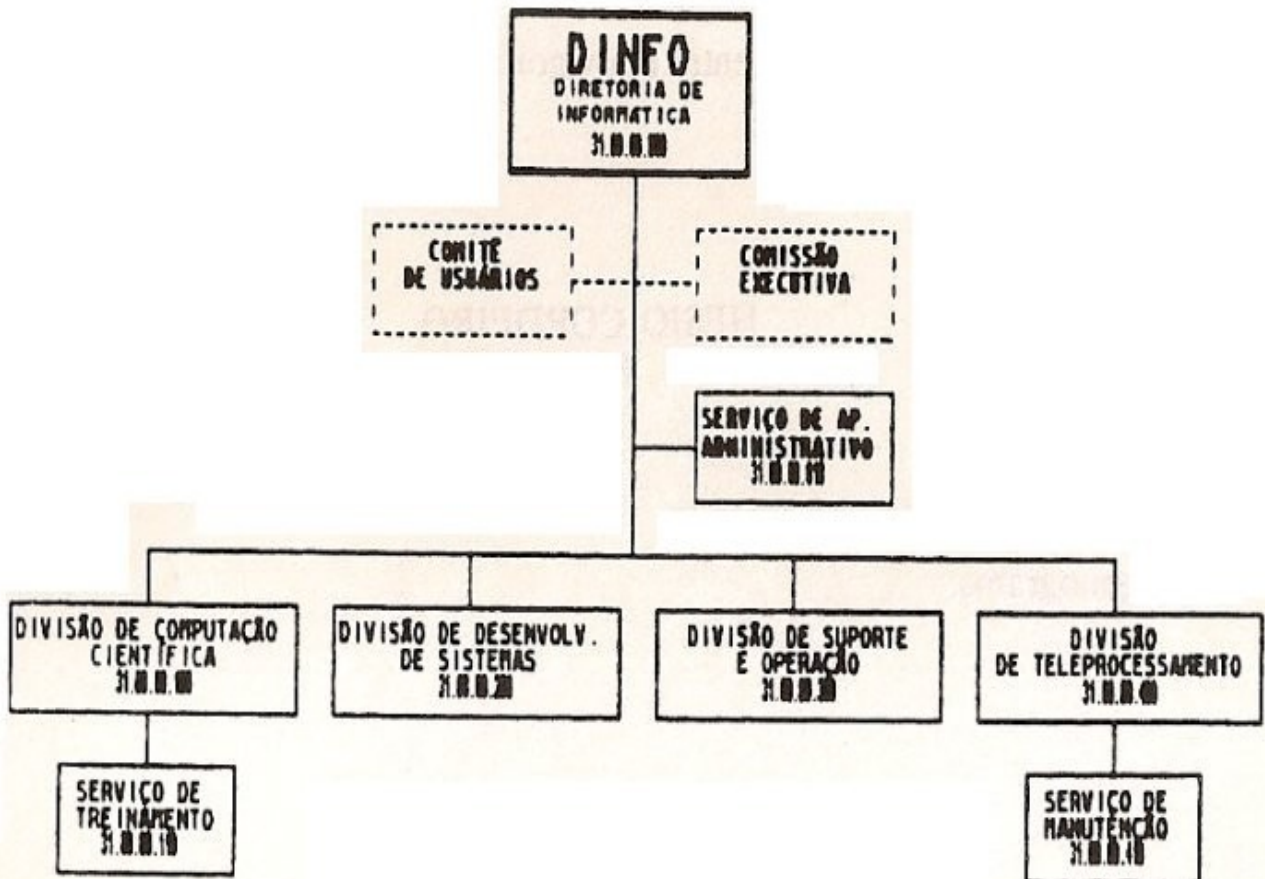 DINFO
DIRETORIA DE
INFORMÁTICA
COMITÊ
DE USUÁRIOS
COMISSÃO
EXECUTIVA
SERVIÇO DE AP.
ADMINISTRATIVO
DIVISÃO DE COMPUTAÇÃO
CIENTÍFICA
DIVISÃO DE DESENVOLV.
DE SISTEMAS
DIVISÃO DE SUPORTE
E OPERAÇÃO
DIVISÃO
DE TELEPROCESSAMENTO
SERVIÇO DE
TREINAMENTO
SERVIÇO DE
MANUTENÇÃO